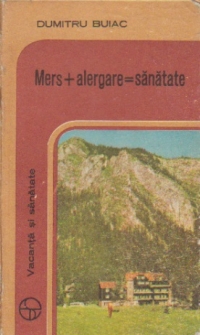 DUMITRU BUIAC
Mers+alergare=sănătate
Vacanță și sănătate